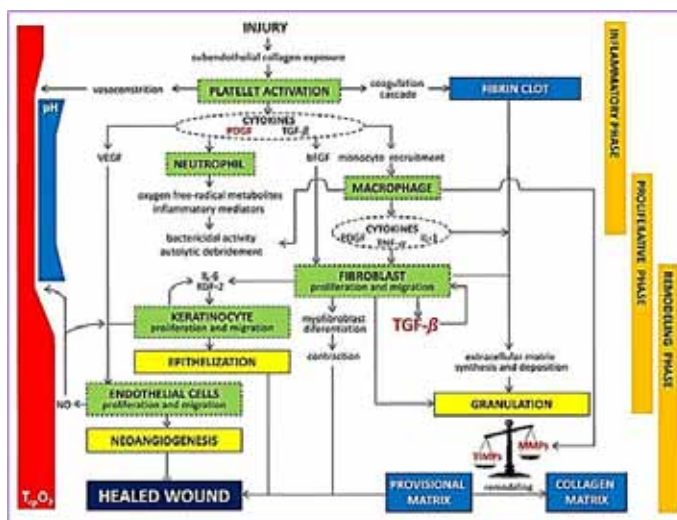 INJURY
subendothelial collagen exposure
vasoconstrition
PLATELET ACTIVATION
coagulation
cascade
FIBRIN CLOT
INFLAMMATORY PHASE
pH
CYTOKINES
PDGF TGF-β
VEGF
NEUTROPHIL
bFGF
monocyte recruitment
oxygen free-radical metabolites
inflammatory mediators
MACROPHAGE
PROLIFERATIVE PHASE
bactericidal activity
autolytic debridement
CYTOKINES
PDGF TNF-α IL-1
FIBROBLAST
proliferation and migration
IL-6
KGF-2
KERATINOCYTE
proliferation and migration
myofibroblast
diferentiation
TGF-β
REMODELING PHASE
EPITHELIZATION
contraction
extracellular matrix
synthesis and deposition
ENDOTHELIAL CELLS
proliferation and migration
NO
GRANULATION
NEOANGIOGENESIS
TIMPs MMPs
HEALED WOUND
PROVISIONAL
MATRIX
remodeling
COLLAGEN
MATRIX